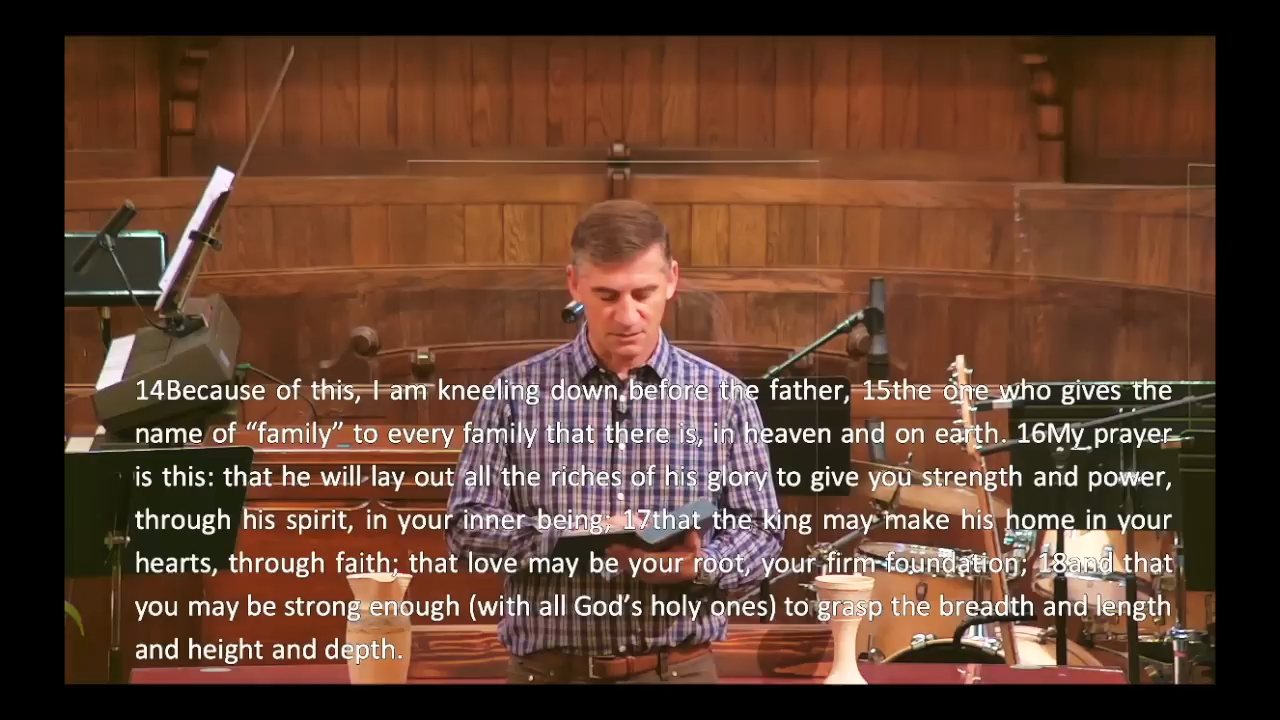 14Because of this, I am kneeling down before the father, 15the one who gives the
name of “family” to every family that there is, in heaven and on earth. 16My prayer
is this: that he will lay out all the riches of his glory to give you strength and power,
through his spirit, in your inner being; 17that the king may make his home in your
hearts, through faith; that love may be your root, your firm foundation; 18and that
you may be strong enough (with all God’s holy ones) to grasp the breadth and length
and height and depth.